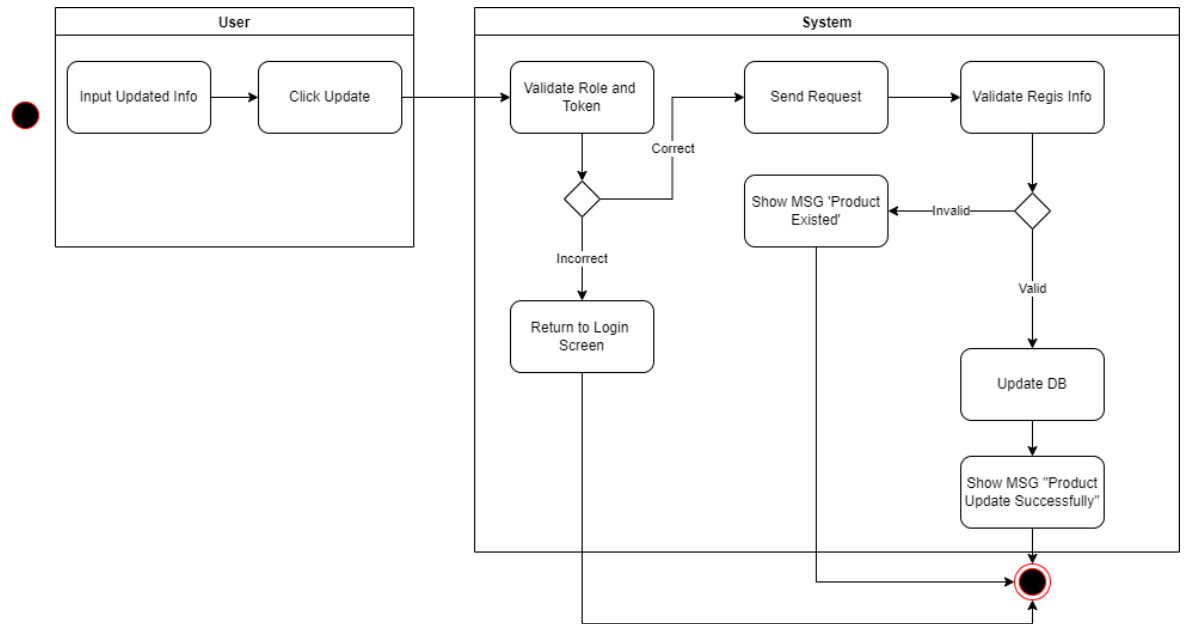 User
System
Input Updated Info
Click Update
Validate Role and
Token
Send Request
Validate Regis Info
Correct
Show MSG 'Product
Existed'
Invalid
Incorrect
Valid
Return to Login
Screen
Update DB
Show MSG "Product
Update Successfully"